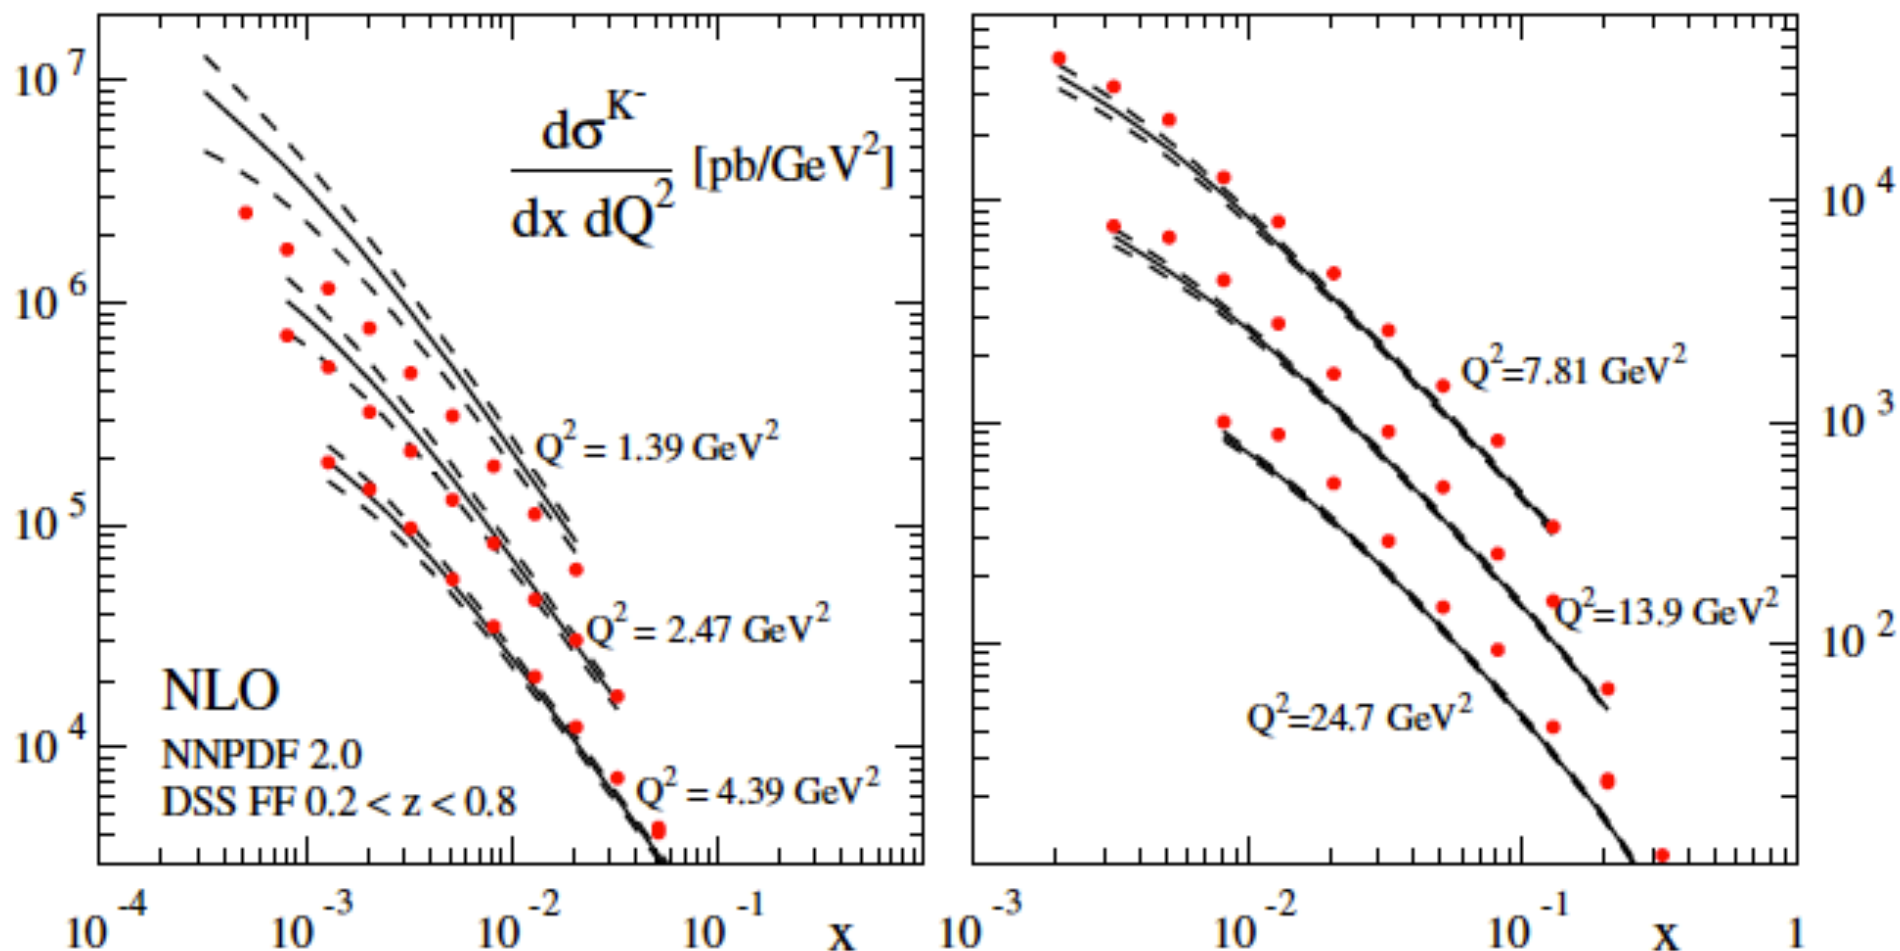 10^7
10^6
10^5
10^4
dσ^{K^-}
dx dQ^2
[pb/GeV^2]
Q^2 = 1.39 GeV^2
Q^2 = 2.47 GeV^2
Q^2 = 4.39 GeV^2
NLO
NNPDF 2.0
DSS FF 0.2 < z < 0.8
10^-4 10^-3 10^-2 10^-1 x
10^4
10^3
10^2
Q^2=7.81 GeV^2
Q^2=13.9 GeV^2
Q^2=24.7 GeV^2
10^-3 10^-2 10^-1 x 1